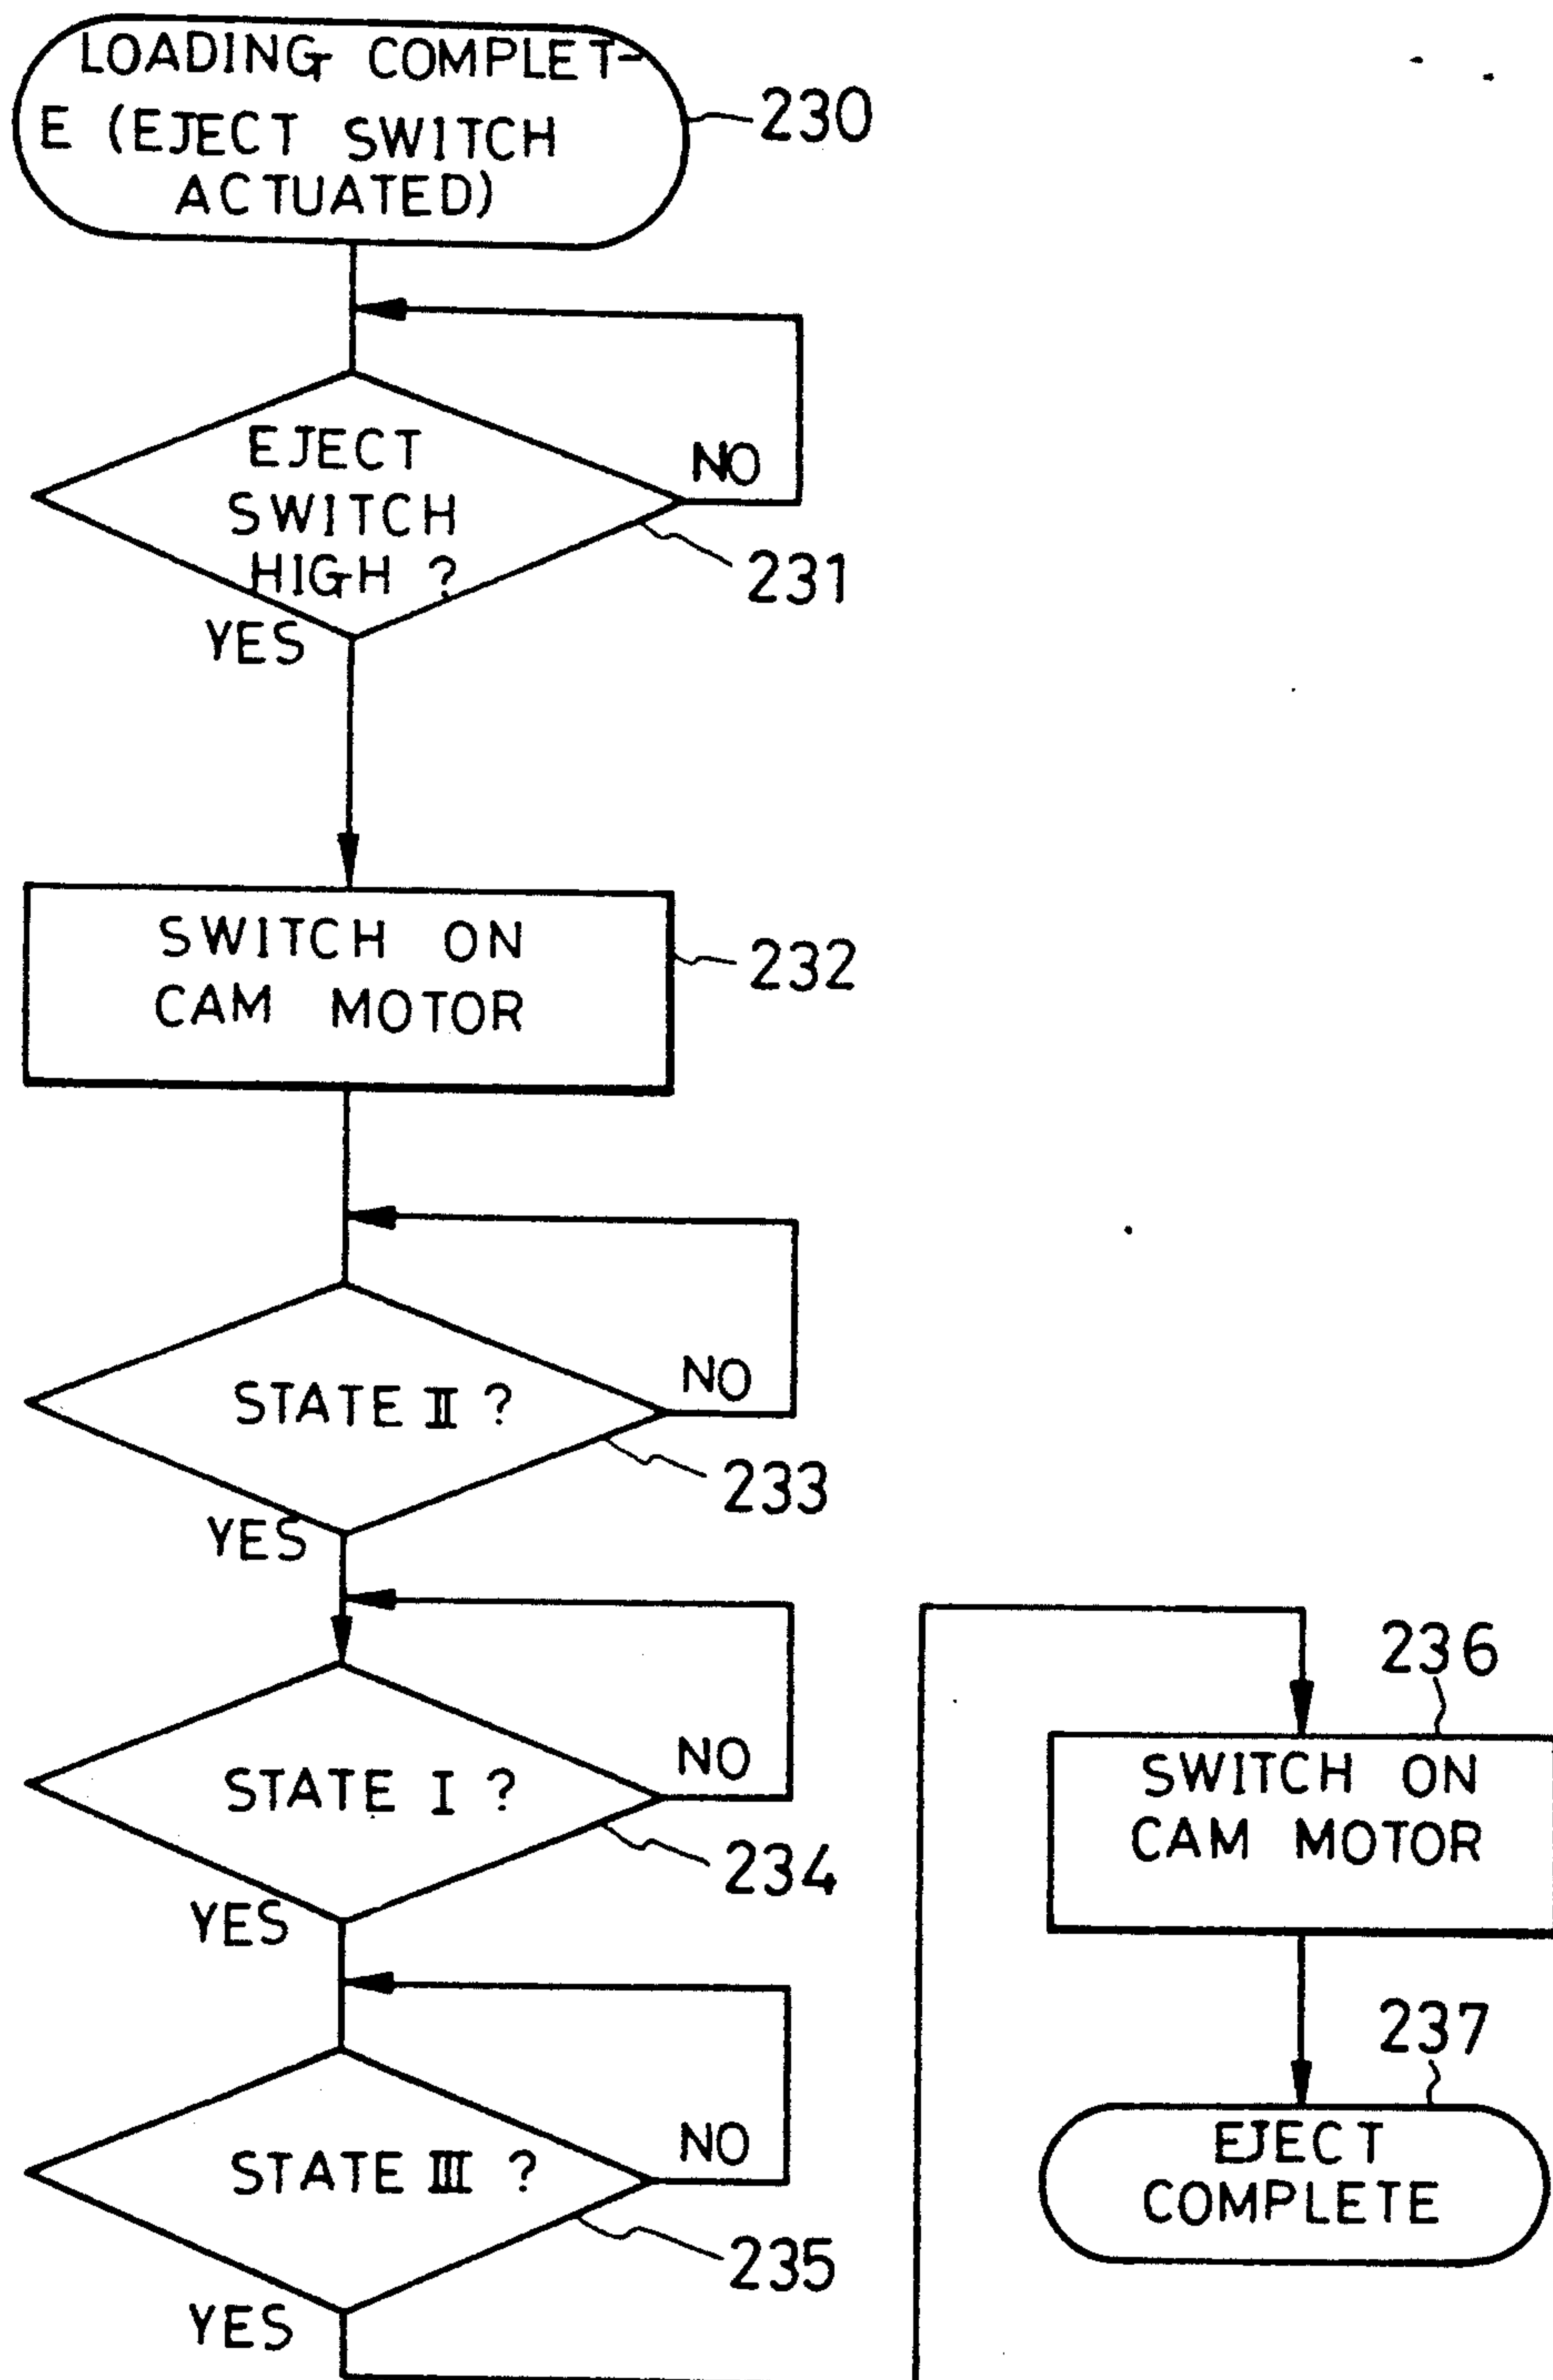 LOADING COMPLET-
E (EJECT SWITCH
ACTUATED)
230
EJECT
SWITCH
HIGH ?
NO
231
YES
SWITCH ON
CAM MOTOR
232
STATE II ?
NO
233
YES
STATE I ?
NO
234
YES
STATE III ?
NO
235
YES
236
SWITCH ON
CAM MOTOR
237
EJECT
COMPLETE